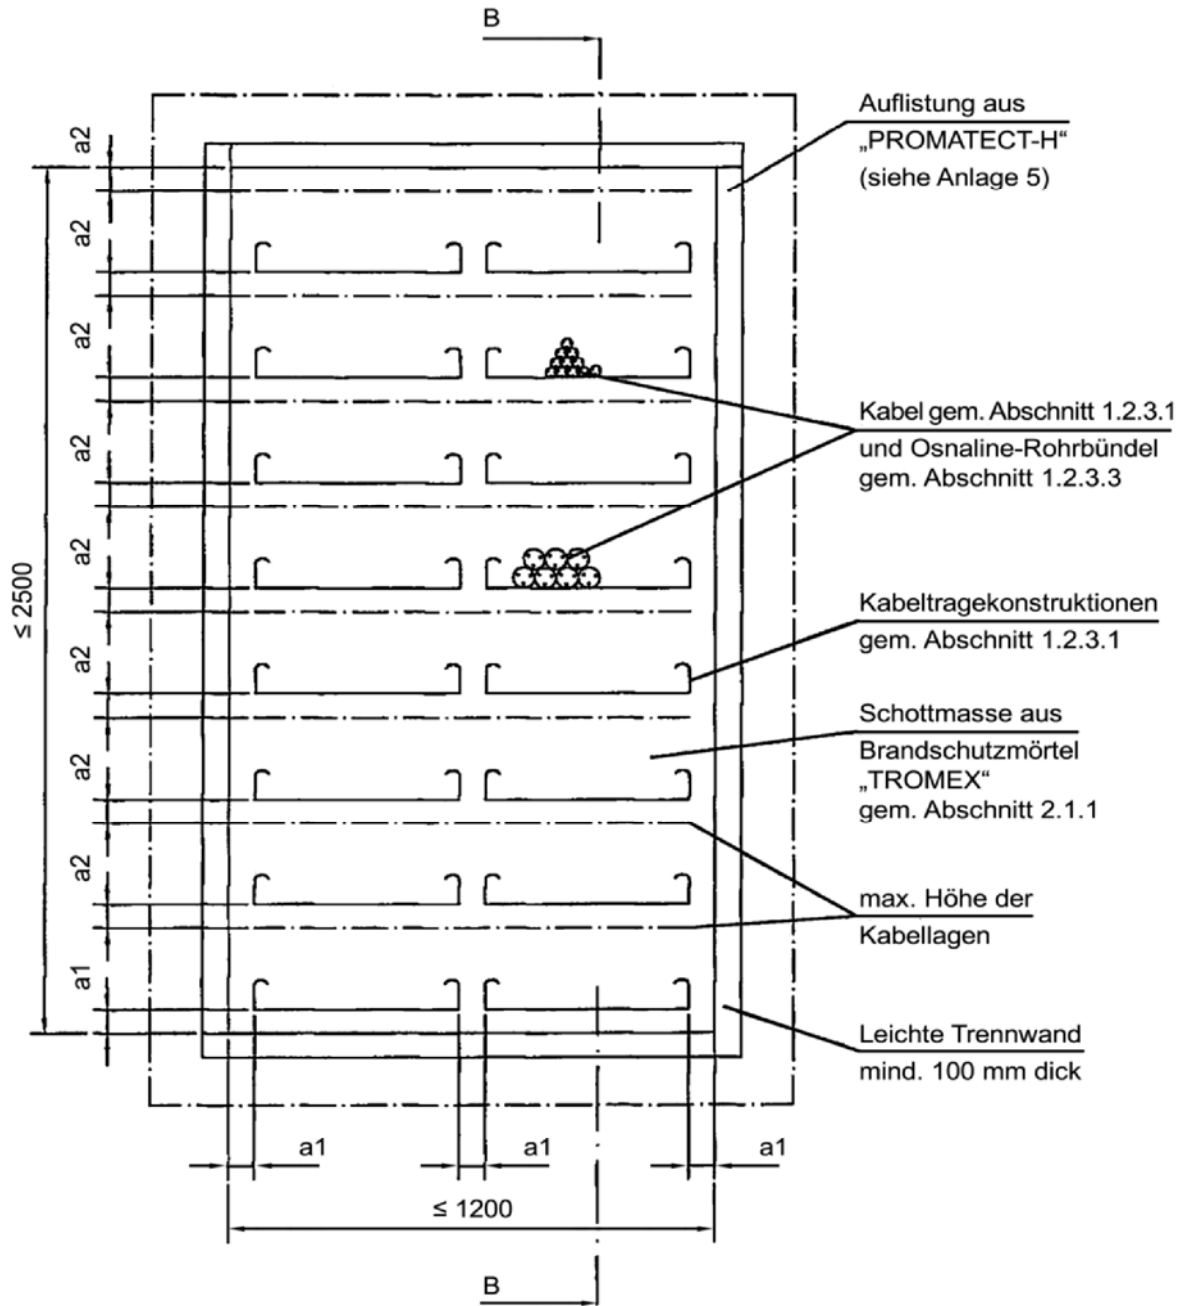 B
Auflistung aus
„PROMATECT-H“
(siehe Anlage 5)
a2
a2
a2
a2
a2
a2
a2
a2
a1
≤ 2500
Kabel gem. Abschnitt 1.2.3.1
und Osnaline-Rohrbündel
gem. Abschnitt 1.2.3.3
Kabeltragekonstruktionen
gem. Abschnitt 1.2.3.1
Schottmasse aus
Brandschutzmörtel
„TROMEX“
gem. Abschnitt 2.1.1
max. Höhe der
Kabellagen
Leichte Trennwand
mind. 100 mm dick
a1
a1
a1
≤ 1200
B